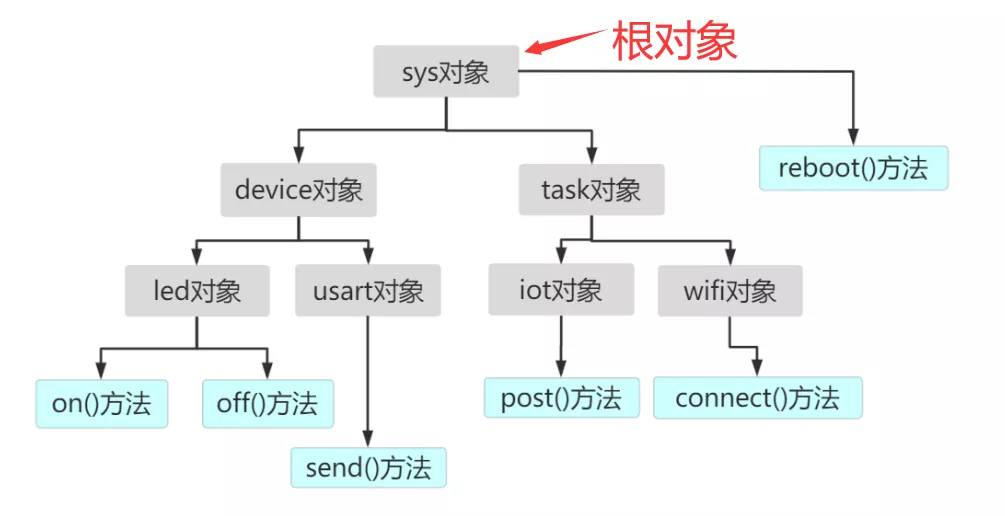 根对象
sys对象
reboot()方法
device对象
task对象
led对象
usart对象
iot对象
wifi对象
on()方法
off()方法
post()方法
connect()方法
send()方法